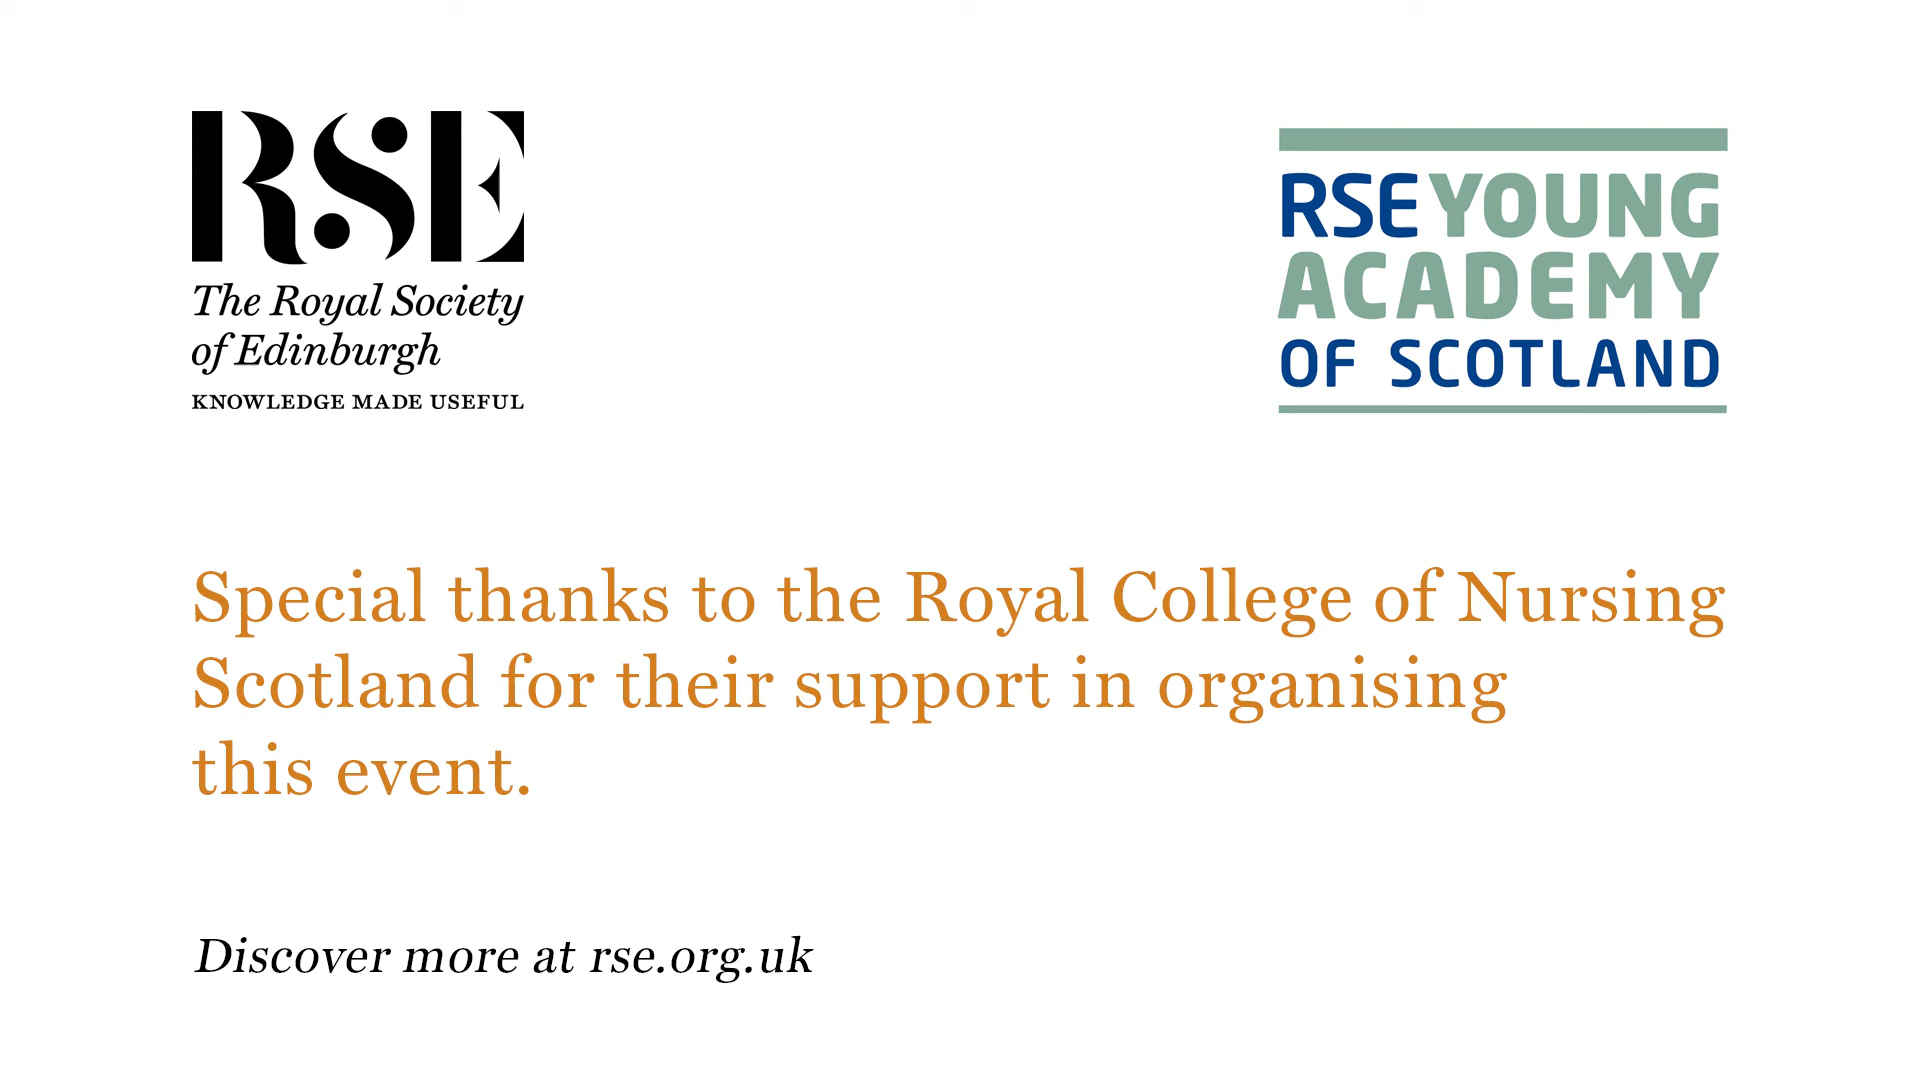 RSE
The Royal Society
of Edinburgh
KNOWLEDGE MADE USEFUL
RSE YOUNG
ACADEMY
OF SCOTLAND
Special thanks to the Royal College of Nursing
Scotland for their support in organising
this event.
Discover more at rse.org.uk